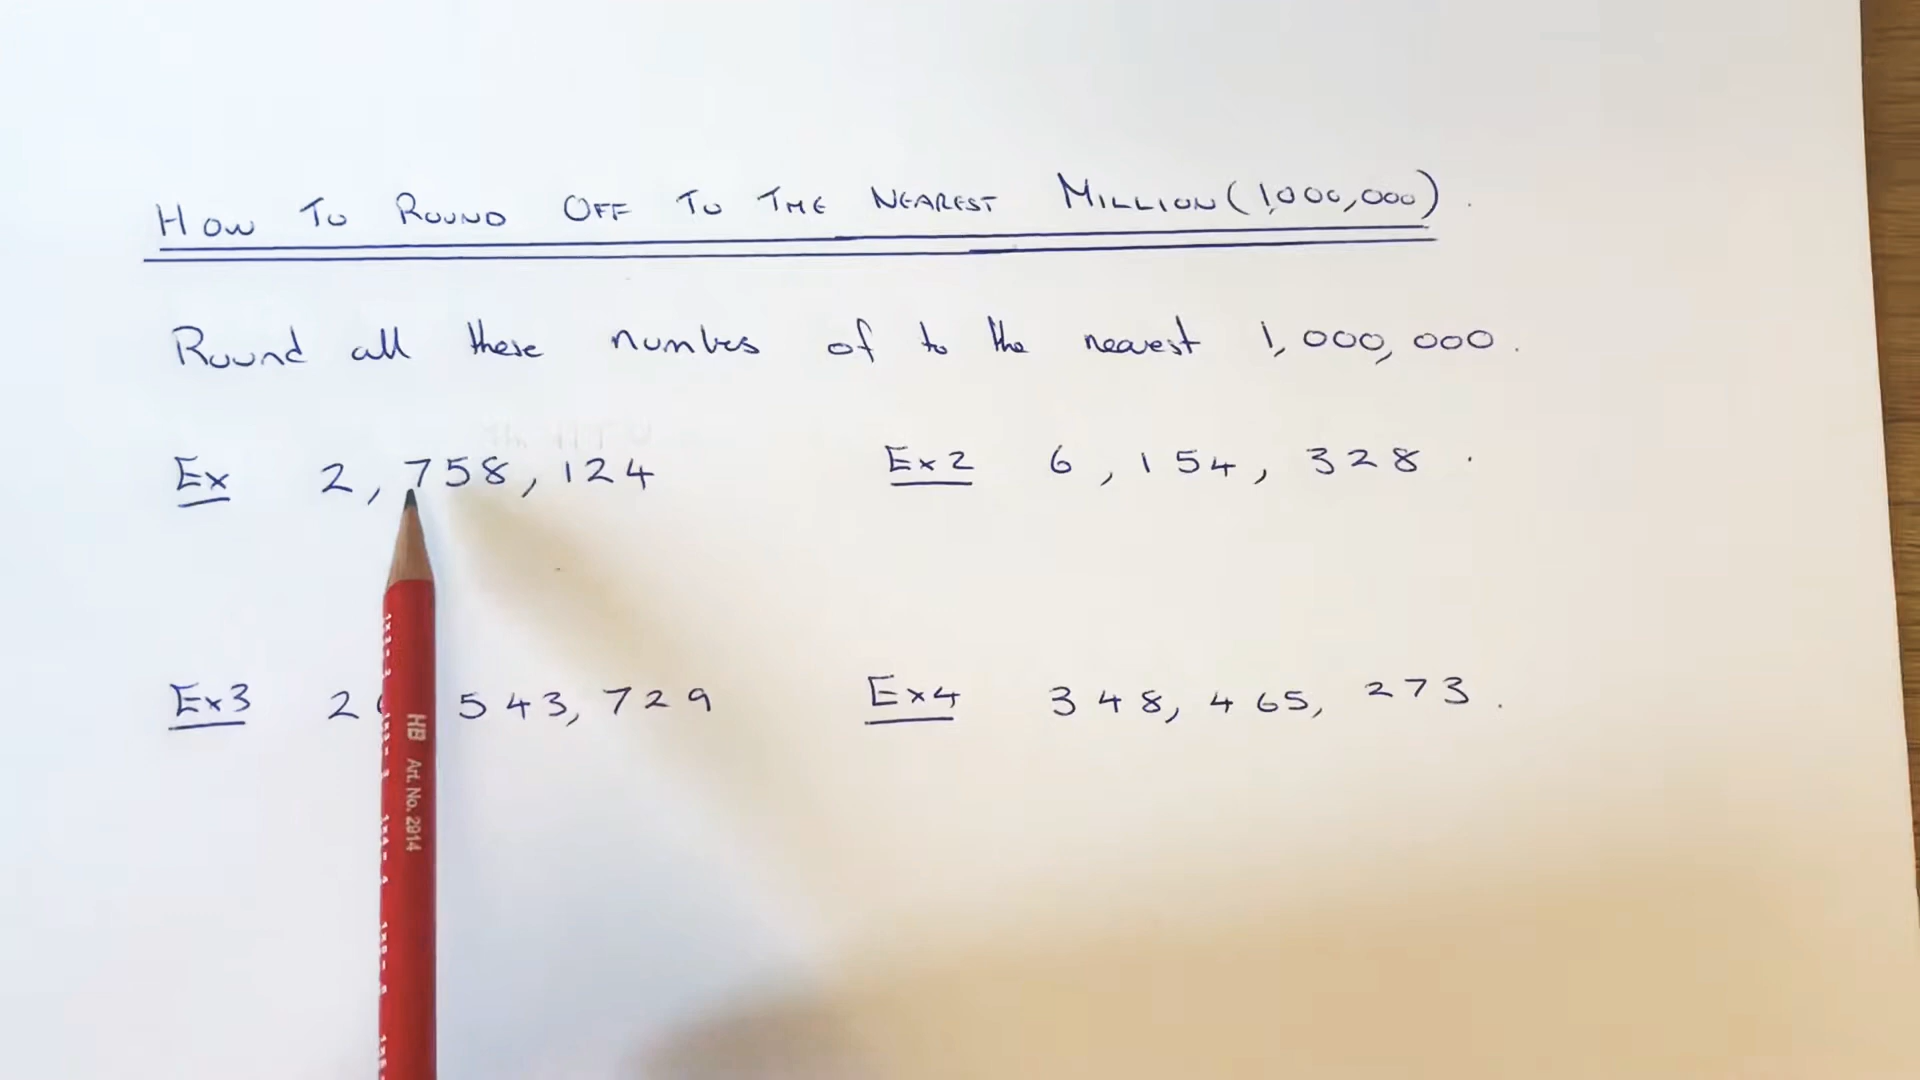 How To Round Off To The Nearest Million (1,000,000).
Round all these numbes of to the nearest 1,000,000.
Ex 2,758,124
Ex2 6,154,328.
Ex3 543,729
Ex4 348,465,273.
HB Art. No. 2914